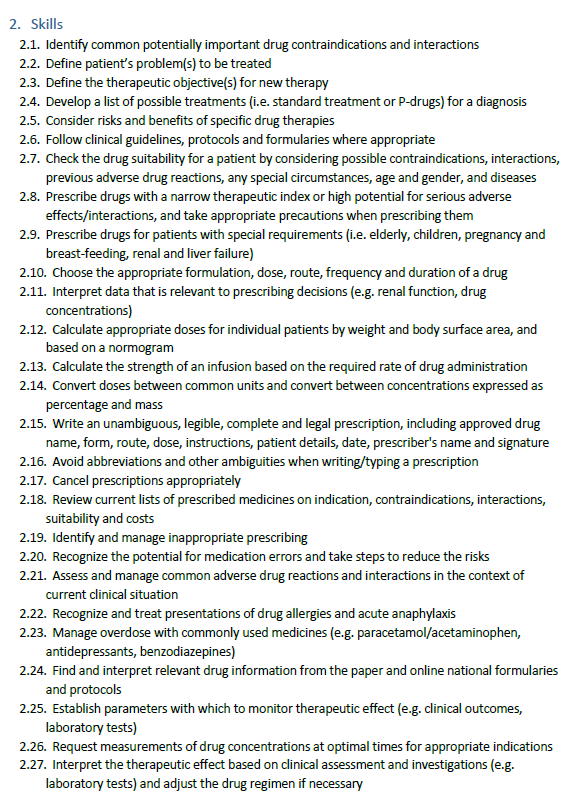 2. Skills
2.1. Identify common potentially important drug contraindications and interactions
2.2. Define patient's problem(s) to be treated
2.3. Define the therapeutic objective(s) for new therapy
2.4. Develop a list of possible treatments (i.e. standard treatment or P-drugs) for a diagnosis
2.5. Consider risks and benefits of specific drug therapies
2.6. Follow clinical guidelines, protocols and formularies where appropriate
2.7. Check the drug suitability for a patient by considering possible contraindications, interactions,
previous adverse drug reactions, any special circumstances, age and gender, and diseases
2.8. Prescribe drugs with a narrow therapeutic index or high potential for serious adverse
effects/interactions, and take appropriate precautions when prescribing them
2.9. Prescribe drugs for patients with special requirements (i.e. elderly, children, pregnancy and
breast-feeding, renal and liver failure)
2.10. Choose the appropriate formulation, dose, route, frequency and duration of a drug
2.11. Interpret data that is relevant to prescribing decisions (e.g. renal function, drug
concentrations)
2.12. Calculate appropriate doses for individual patients by weight and body surface area, and
based on a normogram
2.13. Calculate the strength of an infusion based on the required rate of drug administration
2.14. Convert doses between common units and convert between concentrations expressed as
percentage and mass
2.15. Write an unambiguous, legible, complete and legal prescription, including approved drug
name, form, route, dose, instructions, patient details, date, prescriber's name and signature
2.16. Avoid abbreviations and other ambiguities when writing/typing a prescription
2.17. Cancel prescriptions appropriately
2.18. Review current lists of prescribed medicines on indication, contraindications, interactions,
suitability and costs
2.19. Identify and manage inappropriate prescribing
2.20. Recognize the potential for medication errors and take steps to reduce the risks
2.21. Assess and manage common adverse drug reactions and interactions in the context of
current clinical situation
2.22. Recognize and treat presentations of drug allergies and acute anaphylaxis
2.23. Manage overdose with commonly used medicines (e.g. paracetamol/acetaminophen,
antidepressants, benzodiazepines)
2.24. Find and interpret relevant drug information from the paper and online national formularies
and protocols
2.25. Establish parameters with which to monitor therapeutic effect (e.g. clinical outcomes,
laboratory tests)
2.26. Request measurements of drug concentrations at optimal times for appropriate indications
2.27. Interpret the therapeutic effect based on clinical assessment and investigations (e.g.
laboratory tests) and adjust the drug regimen if necessary